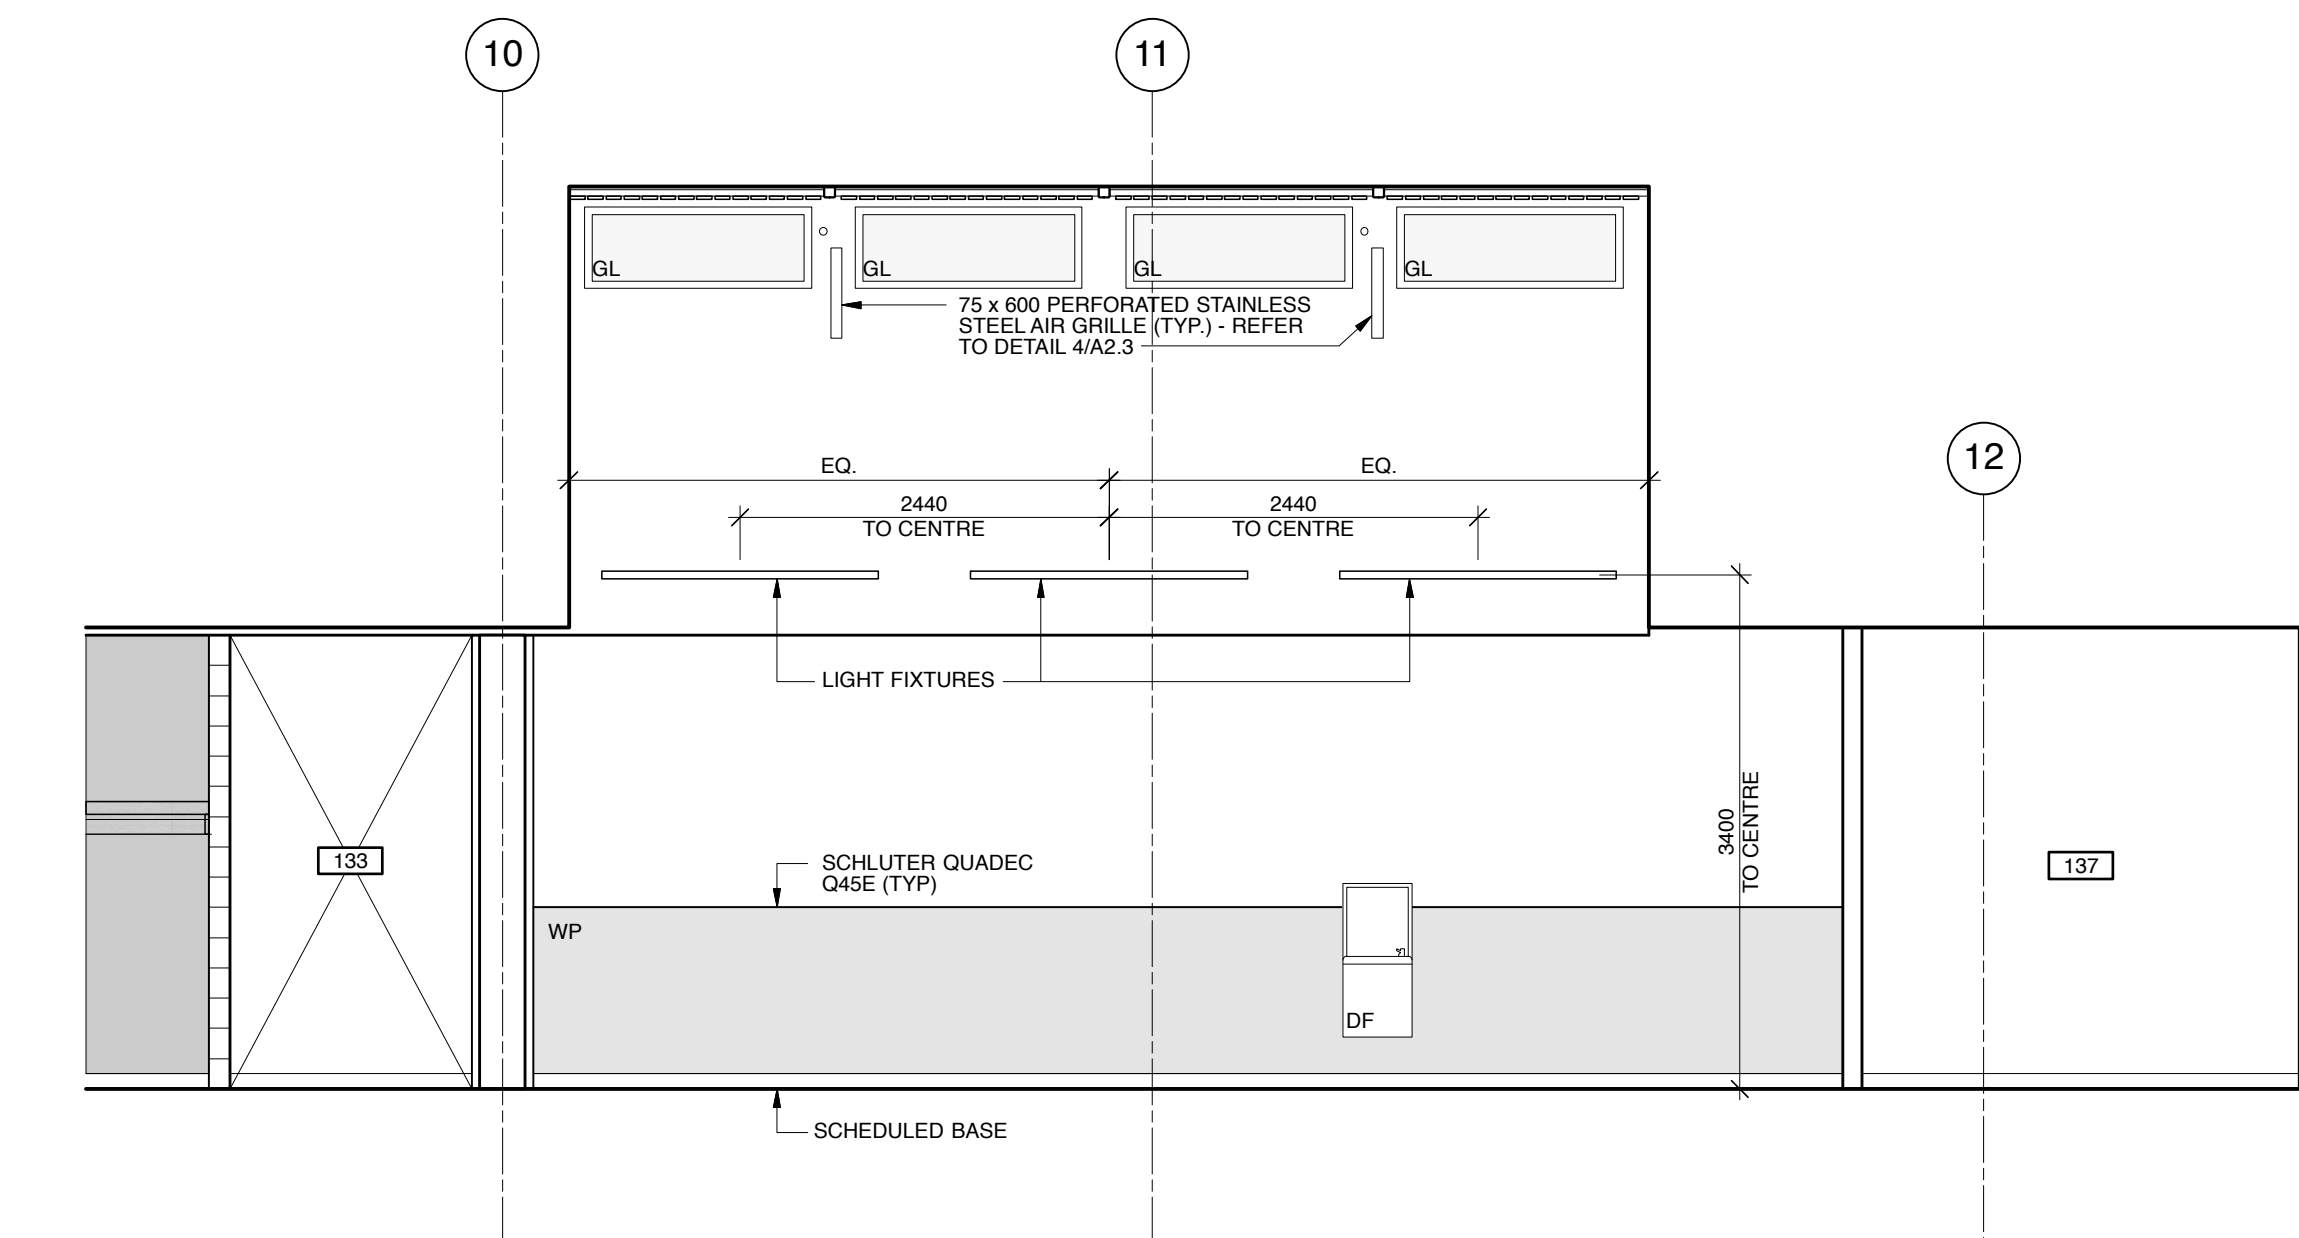 10
11
GL
GL
GL
GL
75 x 600 PERFORATED STAINLESS
STEEL AIR GRILLE (TYP.) - REFER
TO DETAIL 4/A2.3
12
EQ.
EQ.
2440
TO CENTRE
2440
TO CENTRE
LIGHT FIXTURES
3400
TO CENTRE
133
SCHLUTER QUADEC
Q45E (TYP)
137
WP
DF
SCHEDULED BASE